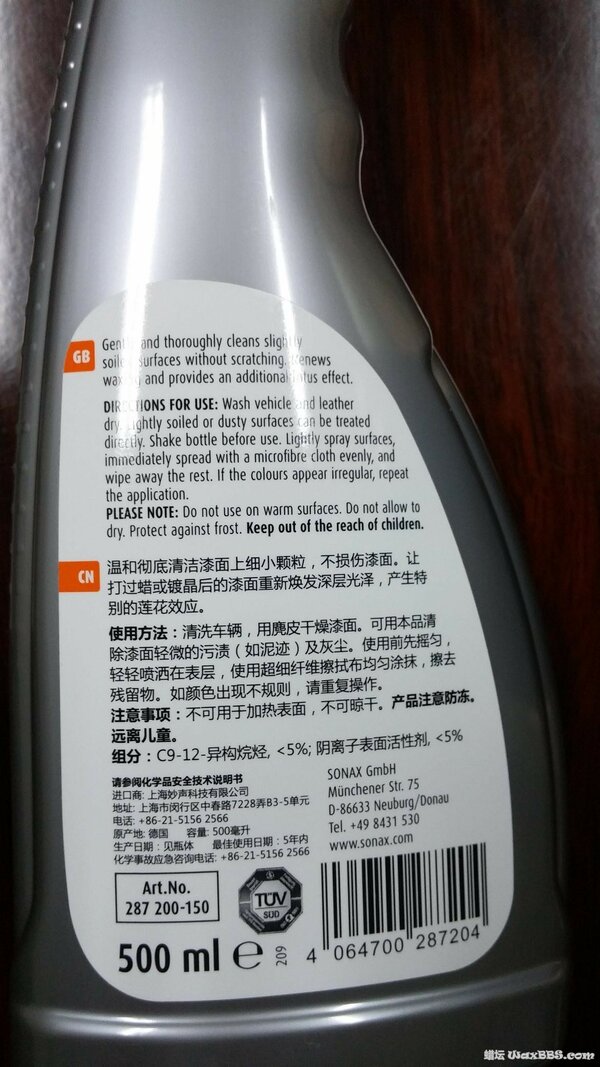 GB
Gently and thoroughly cleans slightly
soiled surfaces without scratching. Renews
waxing and provides an additional lotus effect.
DIRECTIONS FOR USE: Wash vehicle and leather
dry. Lightly soiled or dusty surfaces can be treated
directly. Shake bottle before use. Lightly spray surfaces,
immediately spread with a microfibre cloth evenly, and
wipe away the rest. If the colours appear irregular, repeat
the application.
PLEASE NOTE: Do not use on warm surfaces. Do not allow to
dry. Protect against frost. Keep out of the reach of children.
CN
温和彻底清洁漆面上细小颗粒，不损伤漆面。让
打过蜡或镀晶后的漆面重新焕发深层光泽，产生特
别的莲花效应。
使用方法：清洗车辆，用麂皮干燥漆面。可用本品清
除漆面轻微的污渍（如泥迹）及灰尘。使用前先摇匀，
轻轻喷洒在表层，使用超细纤维擦拭布均匀涂抹，擦去
残留物。如颜色出现不规则，请重复操作。
注意事项：不可用于加热表面，不可晾干。产品注意防冻。
远离儿童。
组分：C9-12-异构烷烃, <5%; 阴离子表面活性剂, <5%
请参阅化学品安全技术说明书
进口商: 上海妙声科技有限公司
地址: 上海市闵行区中春路7228弄B3-5单元
电话: +86-21-5156 2566
原产地: 德国 容量: 500毫升
生产日期: 见瓶体 最佳使用日期: 5年内
化学事故应急咨询电话: +86-21-5156 2566
SONAX GmbH
Münchener Str. 75
D-86633 Neuburg/Donau
Tel. +49 8431 530
www.sonax.com
Art.No.
287 200-150
TÜV
SÜD
500 ml e
209
4 064700 287204
蜡坛 WaxBBS.com